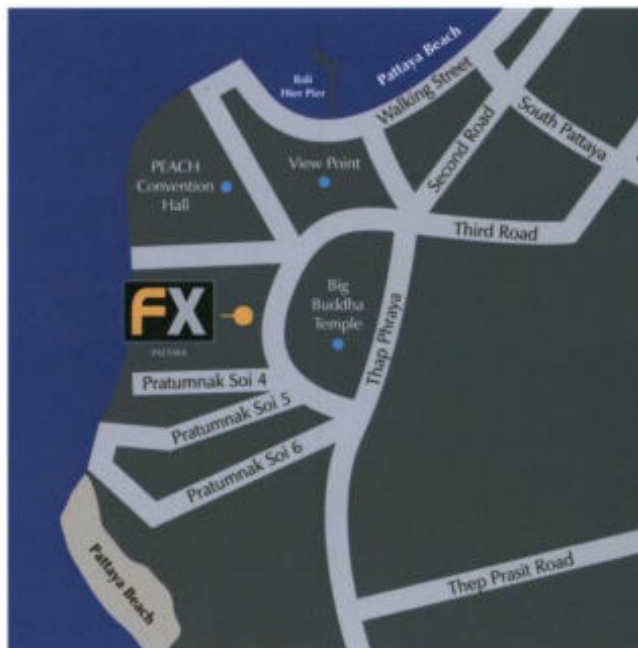 Pattaya Beach
Bali
Hier Pier
Walking Street
PEACH
Convention
Hall
View Point
Second Road
South Pattaya
Third Road
FX
PATTAYA
Big
Buddha
Temple
Thap Phraya
Pratumnak Soi 4
Pratumnak Soi 5
Pratumnak Soi 6
Pattaya Beach
Thep Prasit Road